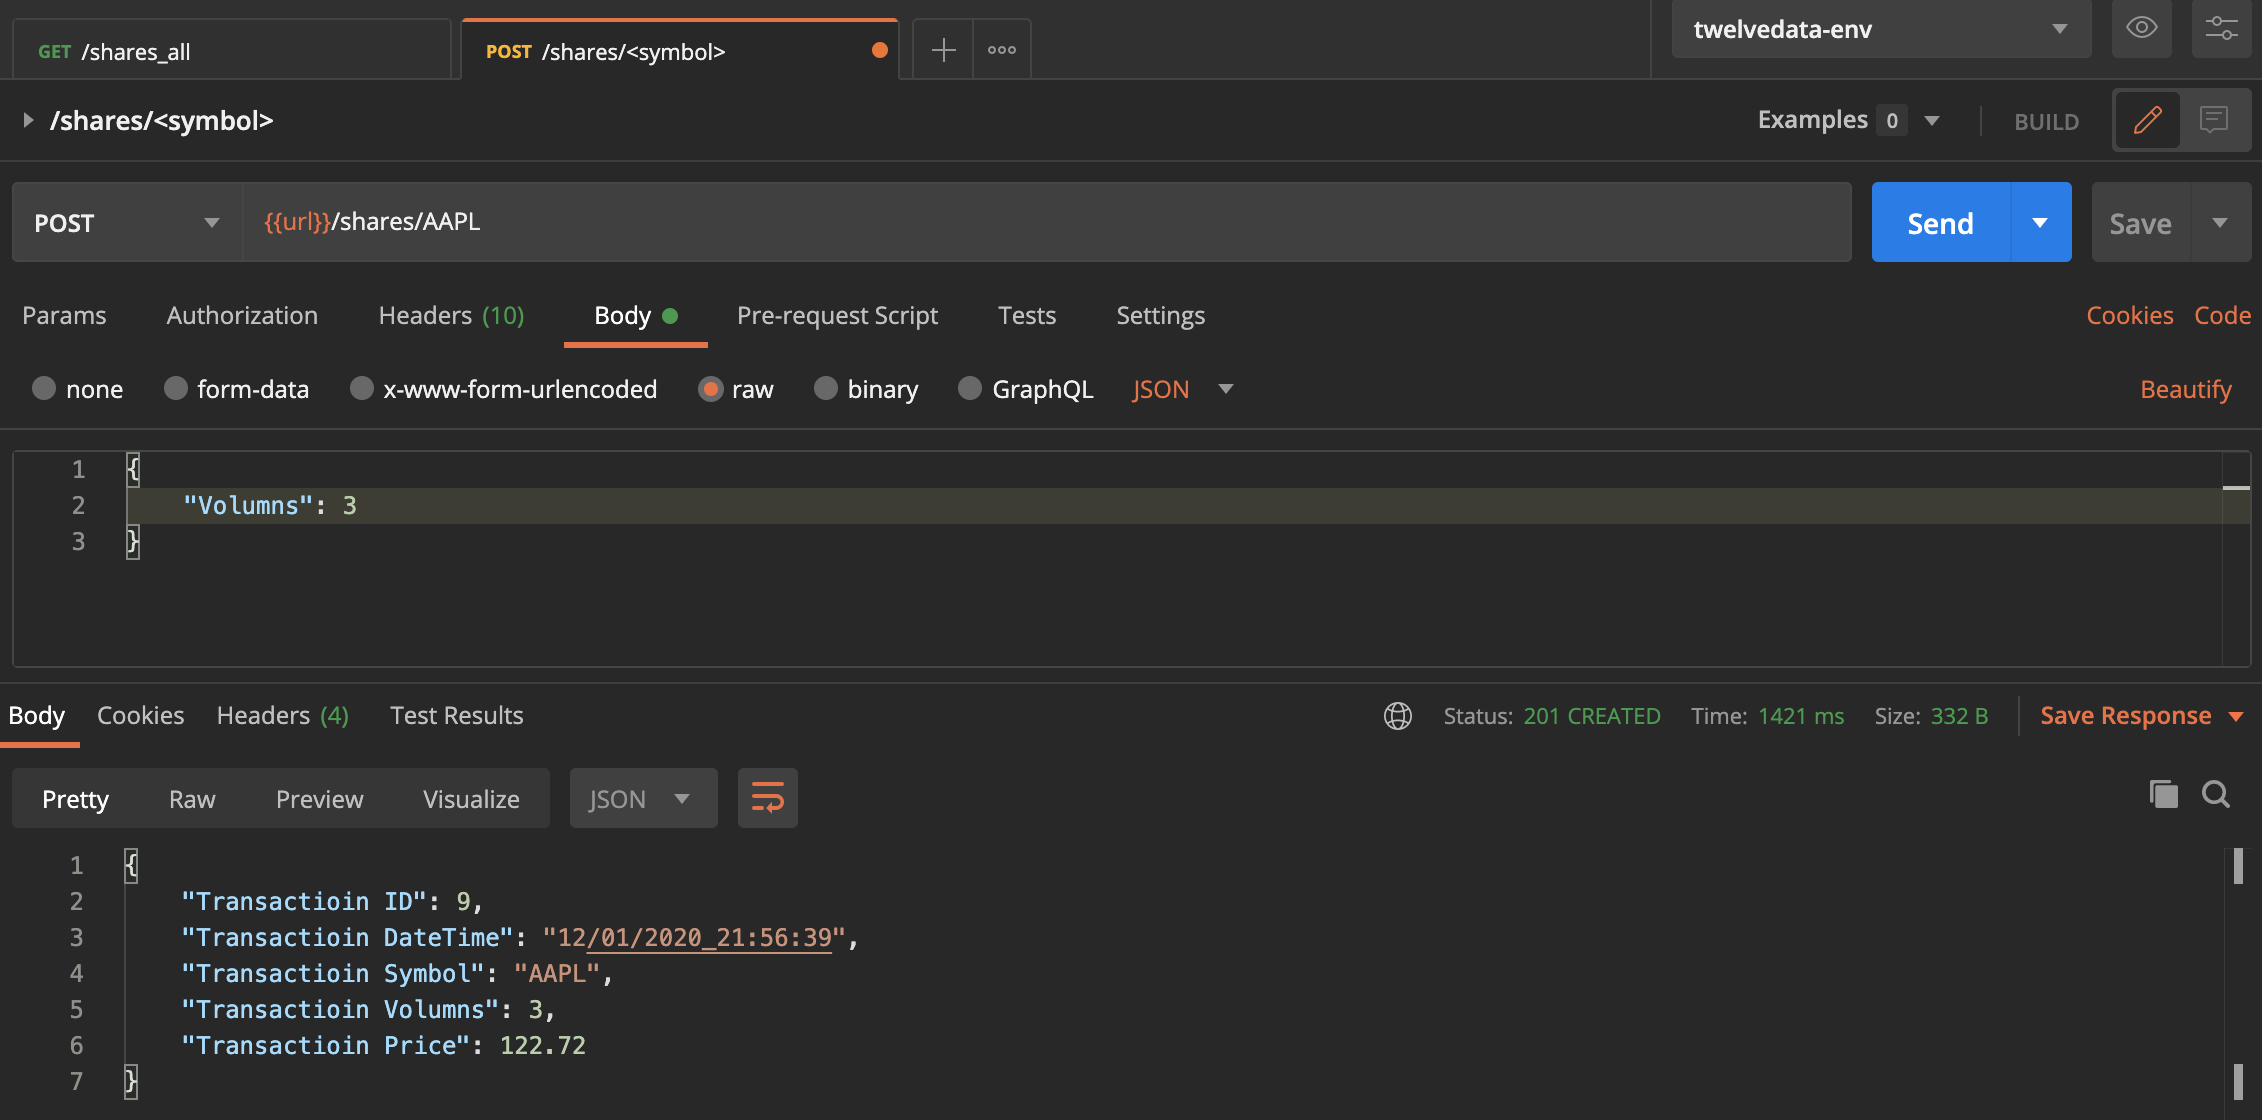 GET /shares_all
POST /shares/<symbol>
twelvedata-env
/shares/<symbol>
Examples 0
BUILD
POST
{{url}}/shares/AAPL
Send
Save
Params Authorization Headers (10) Body Pre-request Script Tests Settings Cookies Code
none form-data x-www-form-urlencoded raw binary GraphQL JSON Beautify
1 {
2 "Volumns": 3
3 }
Body Cookies Headers (4) Test Results Status: 201 CREATED Time: 1421 ms Size: 332 B Save Response
Pretty Raw Preview Visualize JSON
1 {
2 "Transactioin ID": 9,
3 "Transactioin DateTime": "12/01/2020_21:56:39",
4 "Transactioin Symbol": "AAPL",
5 "Transactioin Volumns": 3,
6 "Transactioin Price": 122.72
7 }